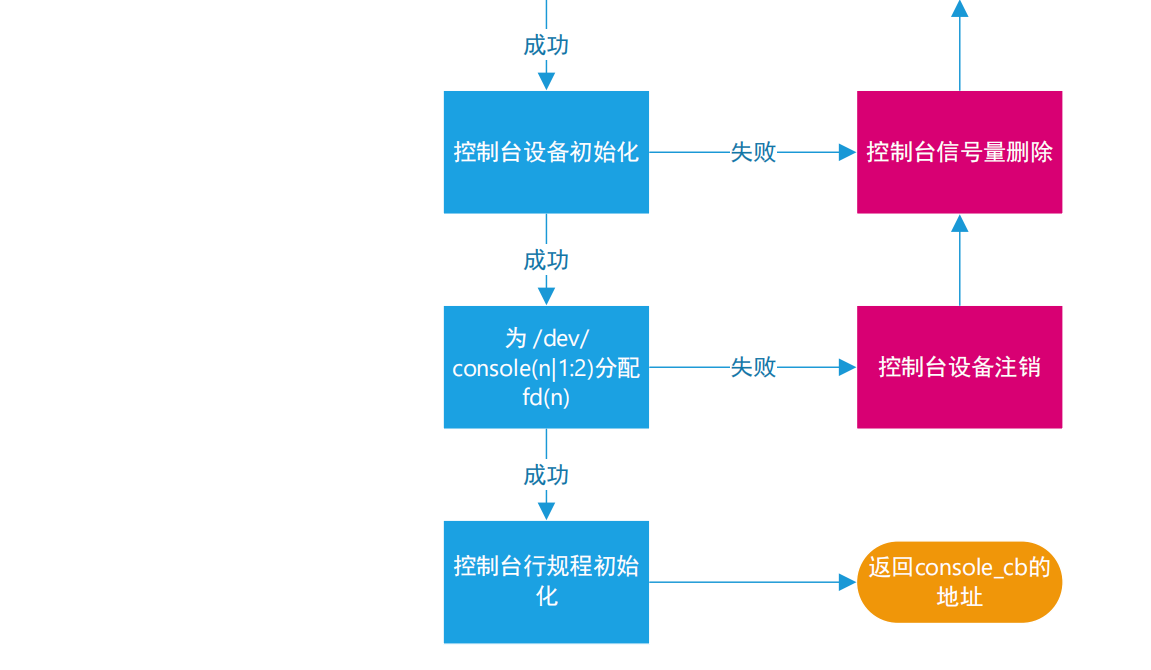 成功
控制台设备初始化
失败
控制台信号量删除
成功
为 /dev/
console(n|1:2)分配
fd(n)
失败
控制台设备注销
成功
控制台行规程初始
化
返回console_cb的
地址